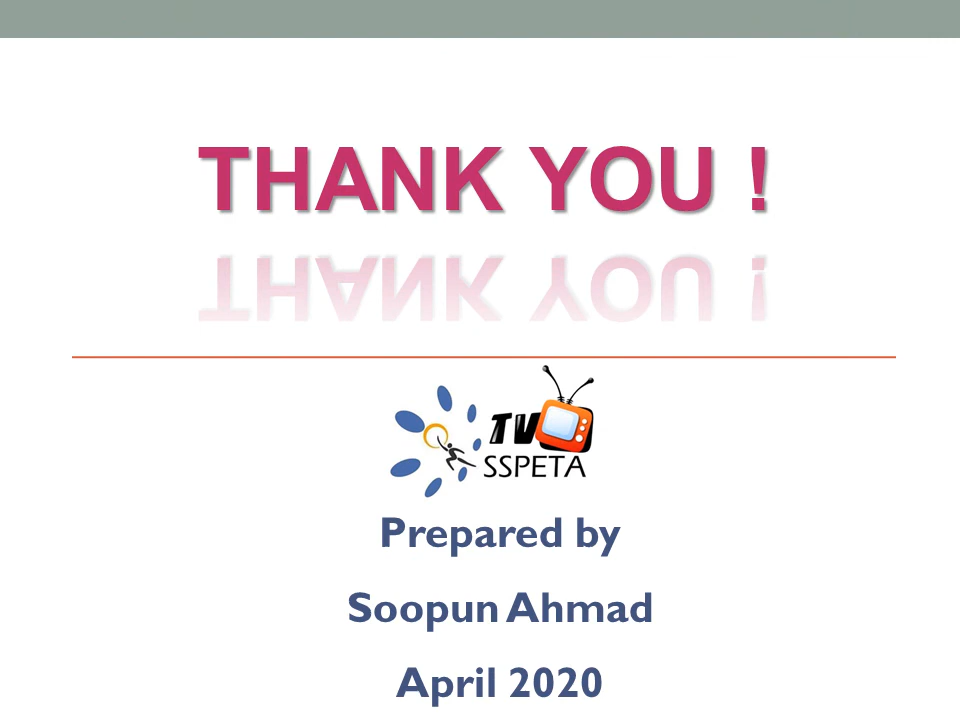 THANK YOU !
TV
SSPETA
Prepared by
Soopun Ahmad
April 2020